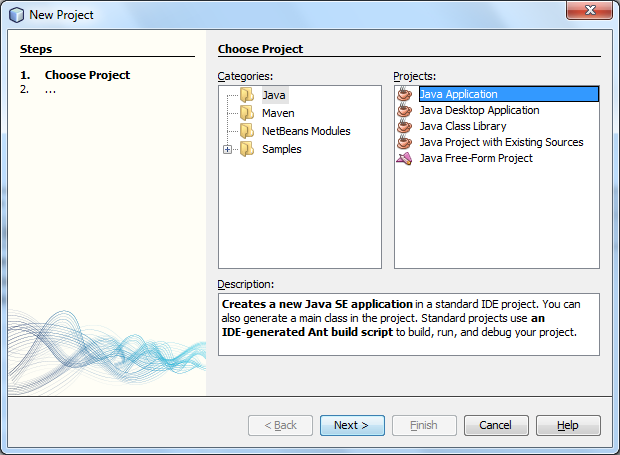 New Project
Steps
1. Choose Project
2. ...
Choose Project
Categories:
Java
Maven
NetBeans Modules
Samples
Projects:
Java Application
Java Desktop Application
Java Class Library
Java Project with Existing Sources
Java Free-Form Project
Description:
Creates a new Java SE application in a standard IDE project. You can
also generate a main class in the project. Standard projects use an
IDE-generated Ant build script to build, run, and debug your project.
< Back
Next >
Finish
Cancel
Help